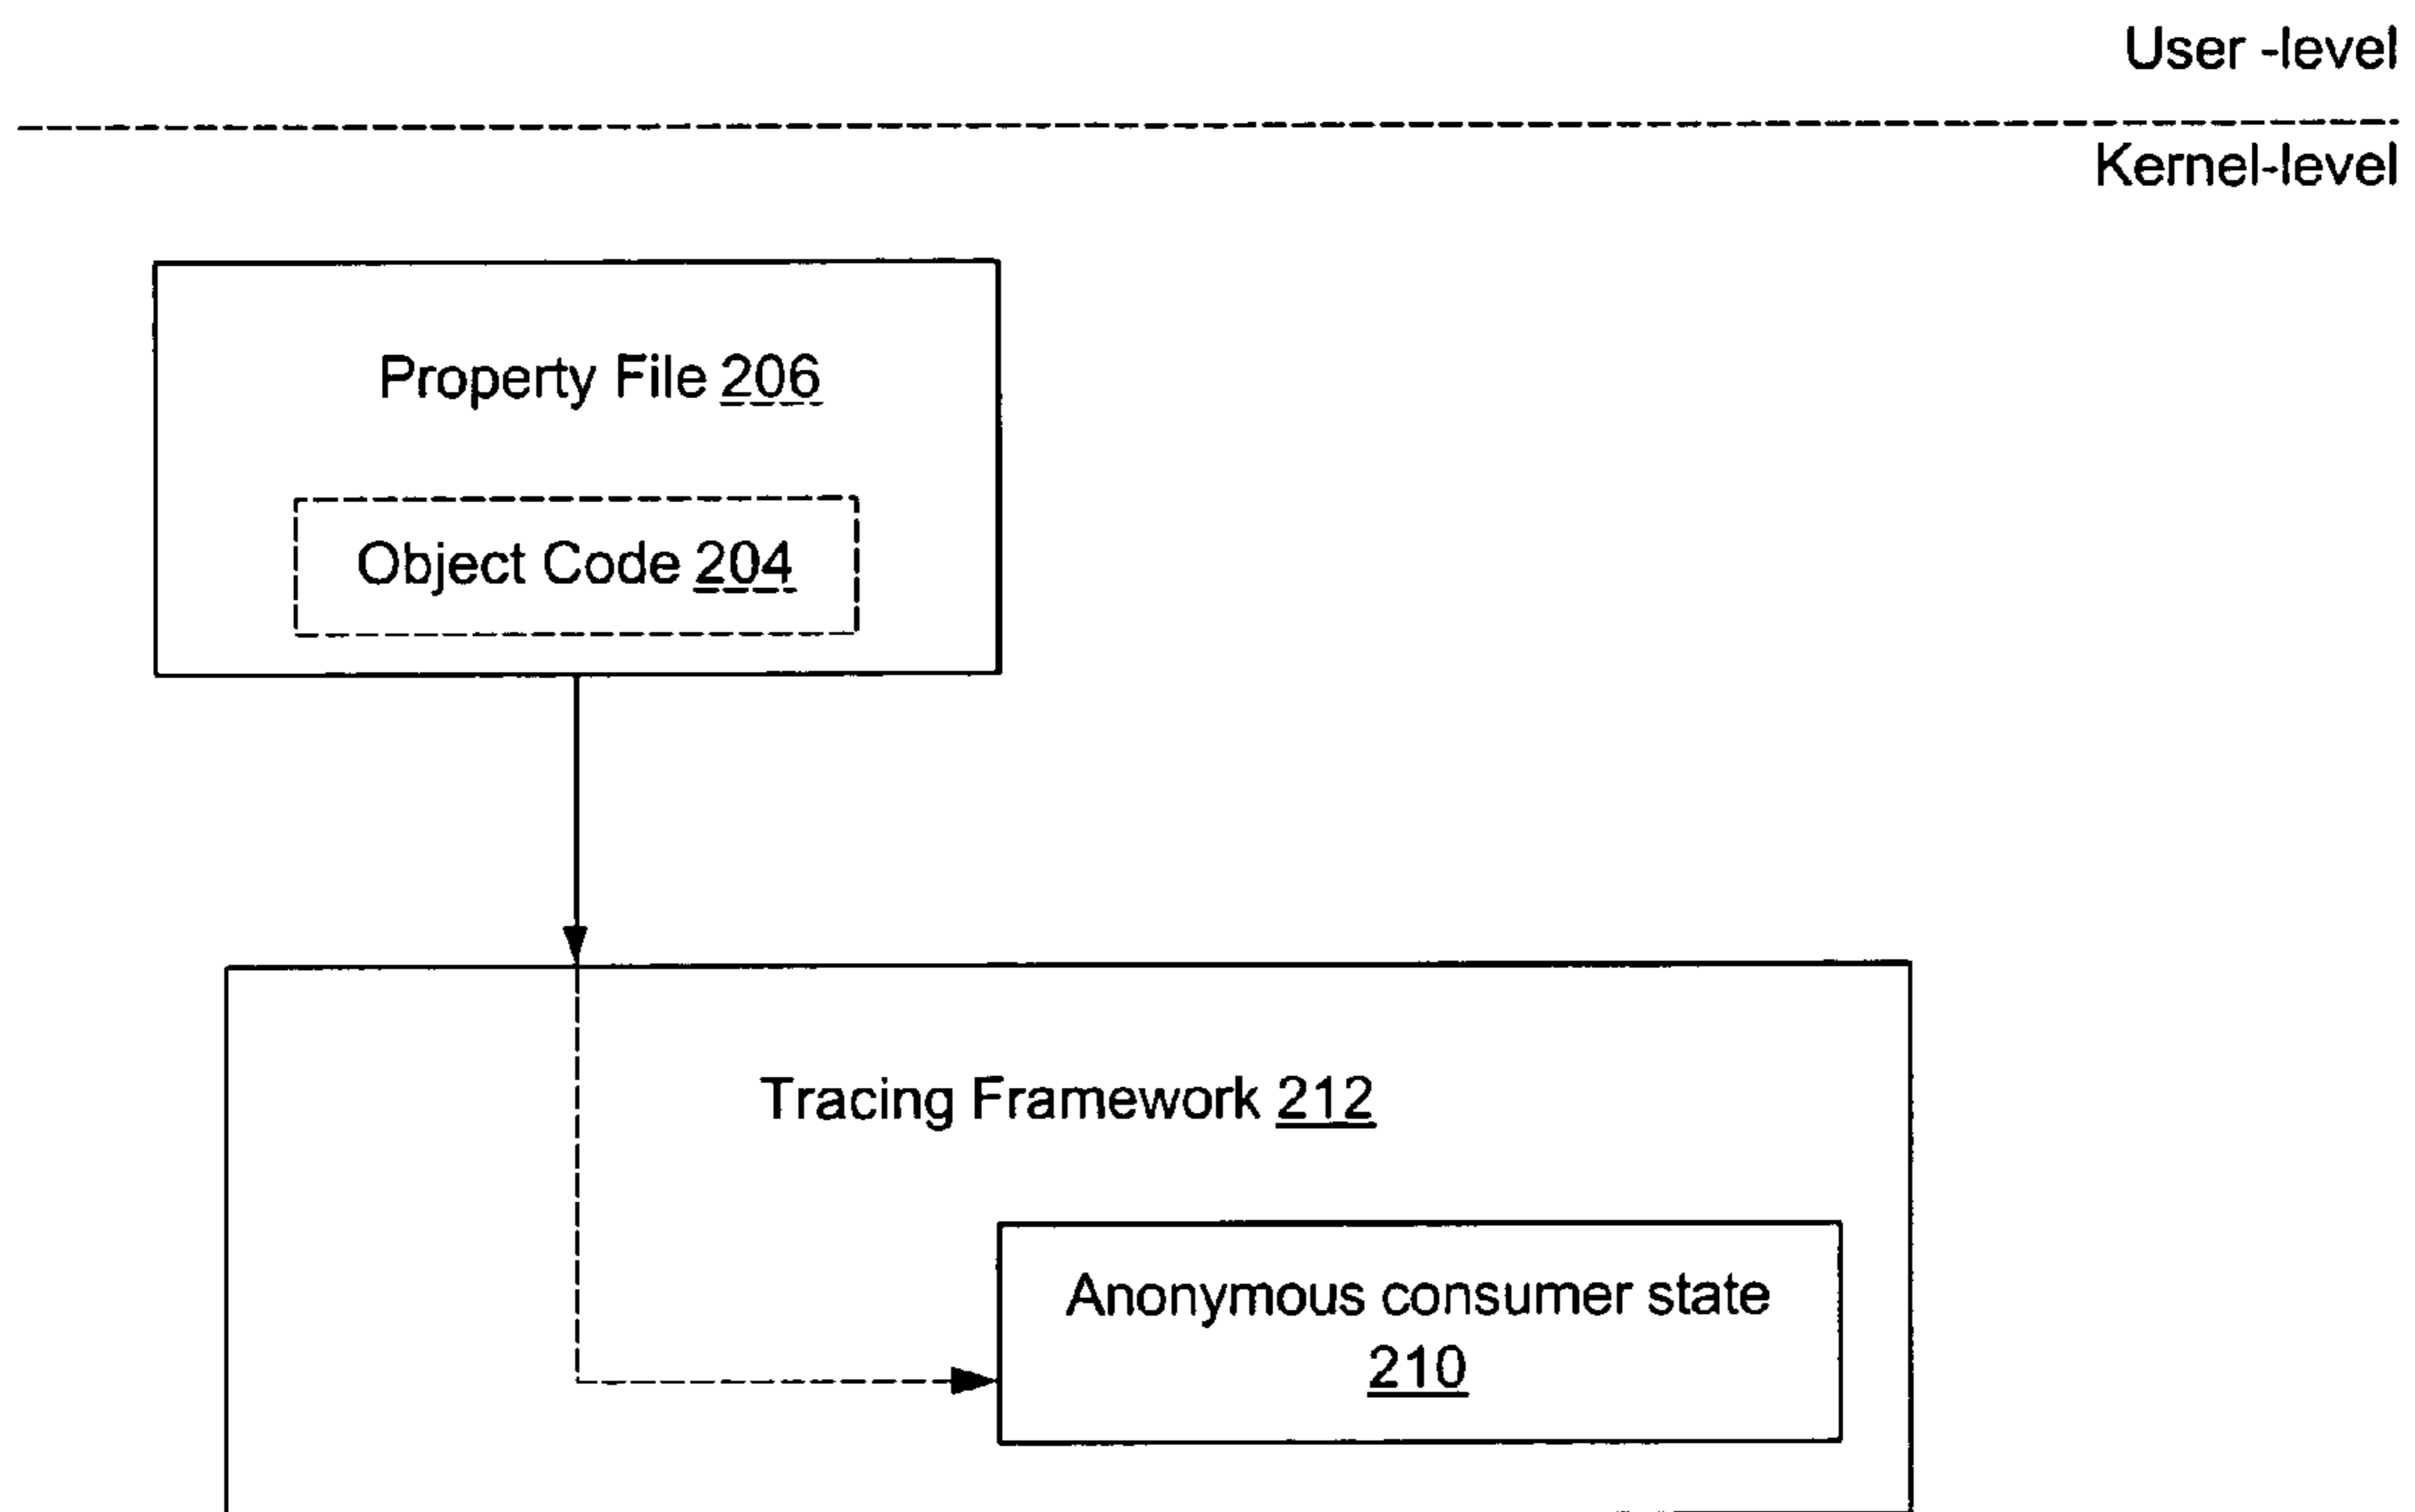 User -level
Kernel-level
Property File 206
Object Code 204
Tracing Framework 212
Anonymous consumer state
210